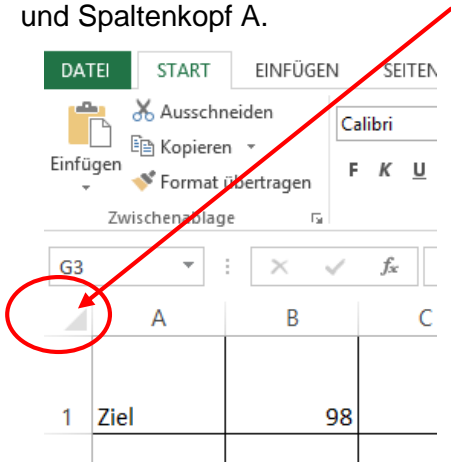 und Spaltenkopf A.
DATEI START EINFÜGEN SEITEN
Ausschneiden
Calibri
Kopieren
Einfügen
F K U
Format übertragen
Zwischenablage
G3 fx
A B C
1 Ziel 98